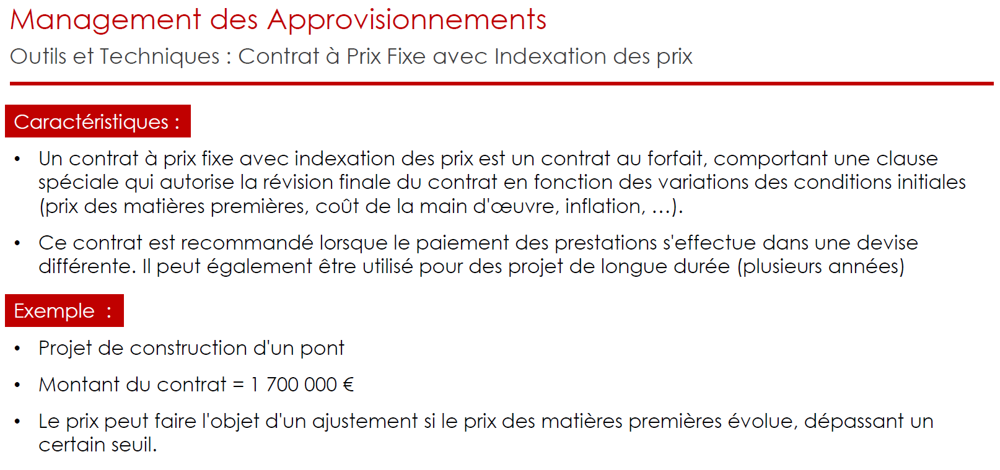 Management des Approvisionnements
Outils et Techniques : Contrat à Prix Fixe avec Indexation des prix
Caractéristiques :
• Un contrat à prix fixe avec indexation des prix est un contrat au forfait, comportant une clause
spéciale qui autorise la révision finale du contrat en fonction des variations des conditions initiales
(prix des matières premières, coût de la main d'œuvre, inflation, …).
• Ce contrat est recommandé lorsque le paiement des prestations s'effectue dans une devise
différente. Il peut également être utilisé pour des projet de longue durée (plusieurs années)
Exemple :
• Projet de construction d'un pont
• Montant du contrat = 1 700 000 €
• Le prix peut faire l'objet d'un ajustement si le prix des matières premières évolue, dépassant un
certain seuil.